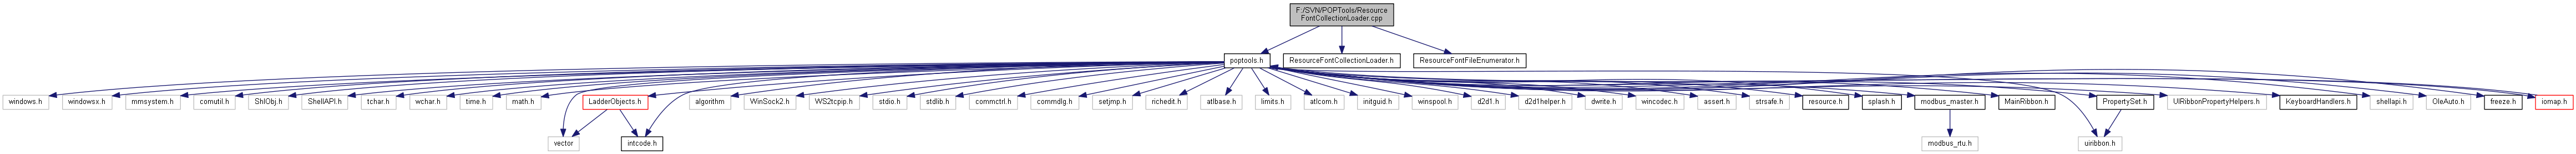 F:/SVN/POPTools/Resource
FontCollectionLoader.cpp
poptools.h
ResourceFontCollectionLoader.h
ResourceFontFileEnumerator.h
windows.h
windowsx.h
mmsystem.h
comutil.h
ShlObj.h
ShellAPI.h
tchar.h
wchar.h
time.h
math.h
LadderObjects.h
algorithm
WinSock2.h
WS2tcpip.h
stdio.h
stdlib.h
commctrl.h
commdlg.h
setjmp.h
richedit.h
atlbase.h
limits.h
atlcom.h
initguid.h
winspool.h
d2d1.h
d2d1helper.h
dwrite.h
wincodec.h
assert.h
strsafe.h
resource.h
splash.h
modbus_master.h
MainRibbon.h
PropertySet.h
UIRibbonPropertyHelpers.h
KeyboardHandlers.h
shellapi.h
OleAuto.h
freeze.h
iomap.h
vector
intcode.h
modbus_rtu.h
uiribbon.h